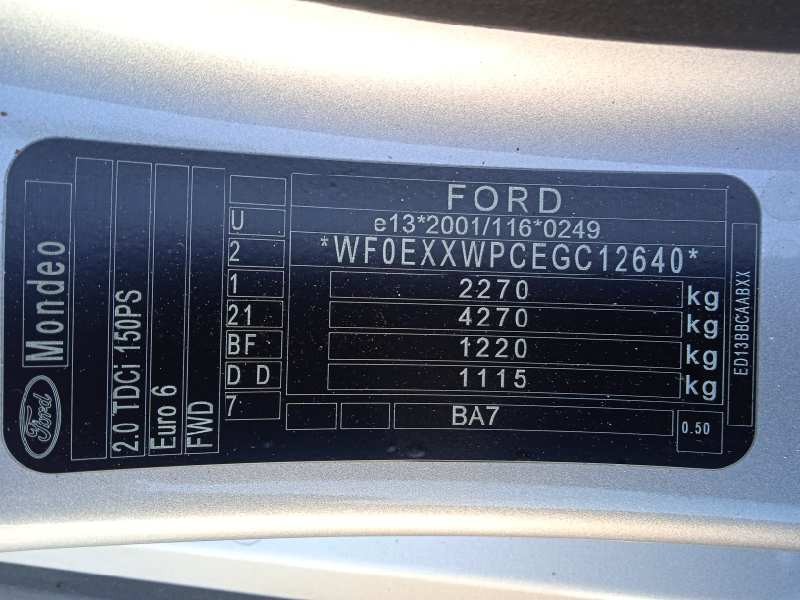 FORD
e13*2001/116*0249
*WF0EXXWPCEGC12640*
2270 kg
4270 kg
1220 kg
1115 kg
BA7
0.50
U
2
1
21
BF
D D
7
Ford
Mondeo
2.0 TDCi 150PS
Euro 6
FWD
ED13BBCAABXX